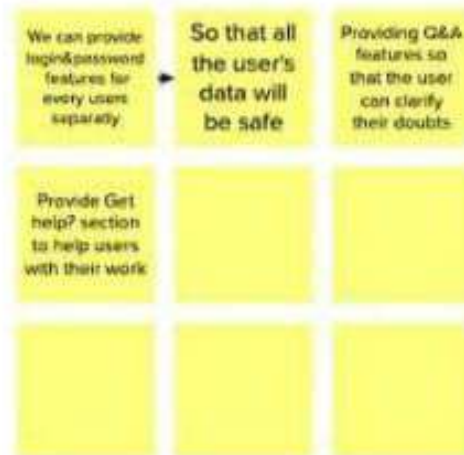 We can provide
login&password
features for
every users
separatly
So that all
the user's
data will
be safe
Providing Q&A
features so
that the user
can clarify
their doubts
Provide Get
help? section
to help users
with their work